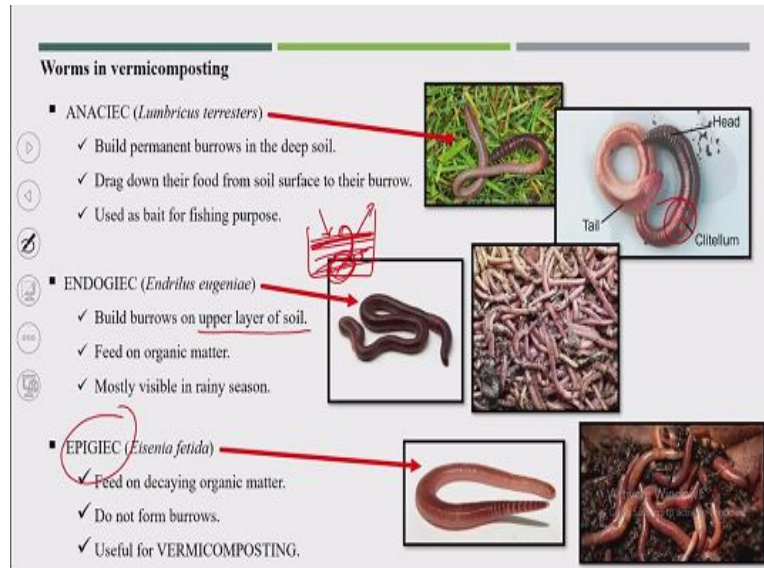 Worms in vermicomposting
ANACIEC (Lumbricus terresters)
Build permanent burrows in the deep soil.
Drag down their food from soil surface to their burrow.
Used as bait for fishing purpose.
Head
Tail
Clitellum
ENDOGIEC (Endrilus eugeniae)
Build burrows on upper layer of soil.
Feed on organic matter.
Mostly visible in rainy season.
EPIGIEC (Eisenia fetida)
Feed on decaying organic matter.
Do not form burrows.
Useful for VERMICOMPOSTING.